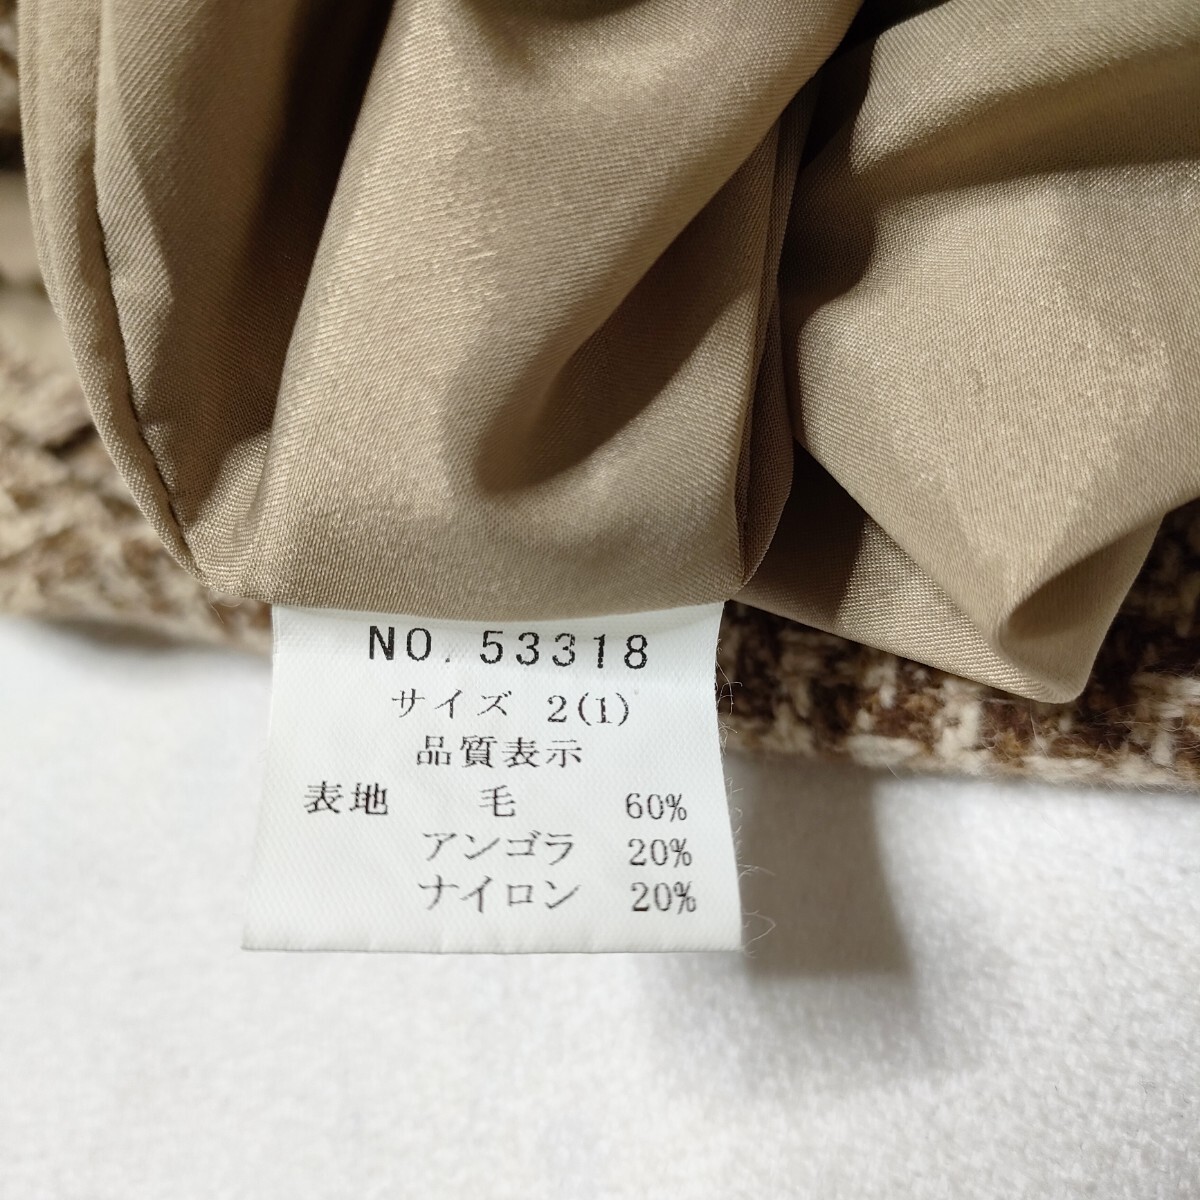 NO. 53318
サイズ 2(1)
品質表示
表地 毛 60%
アンゴラ 20%
ナイロン 20%